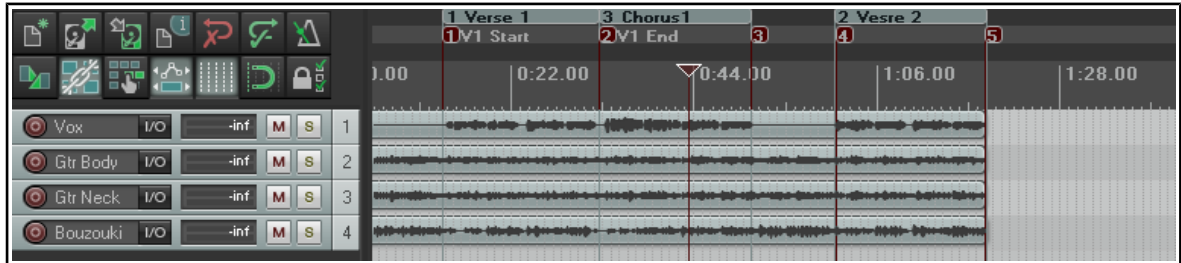 1 Verse 1 3 Chorus1 2 Vesre 2
1 V1 Start 2 V1 End 3 4 5
0.00 0:22.00 0:44.00 1:06.00 1:28.00
Vox I/O -inf M S 1
Gtr Body I/O -inf M S 2
Gtr Neck I/O -inf M S 3
Bouzouki I/O -inf M S 4